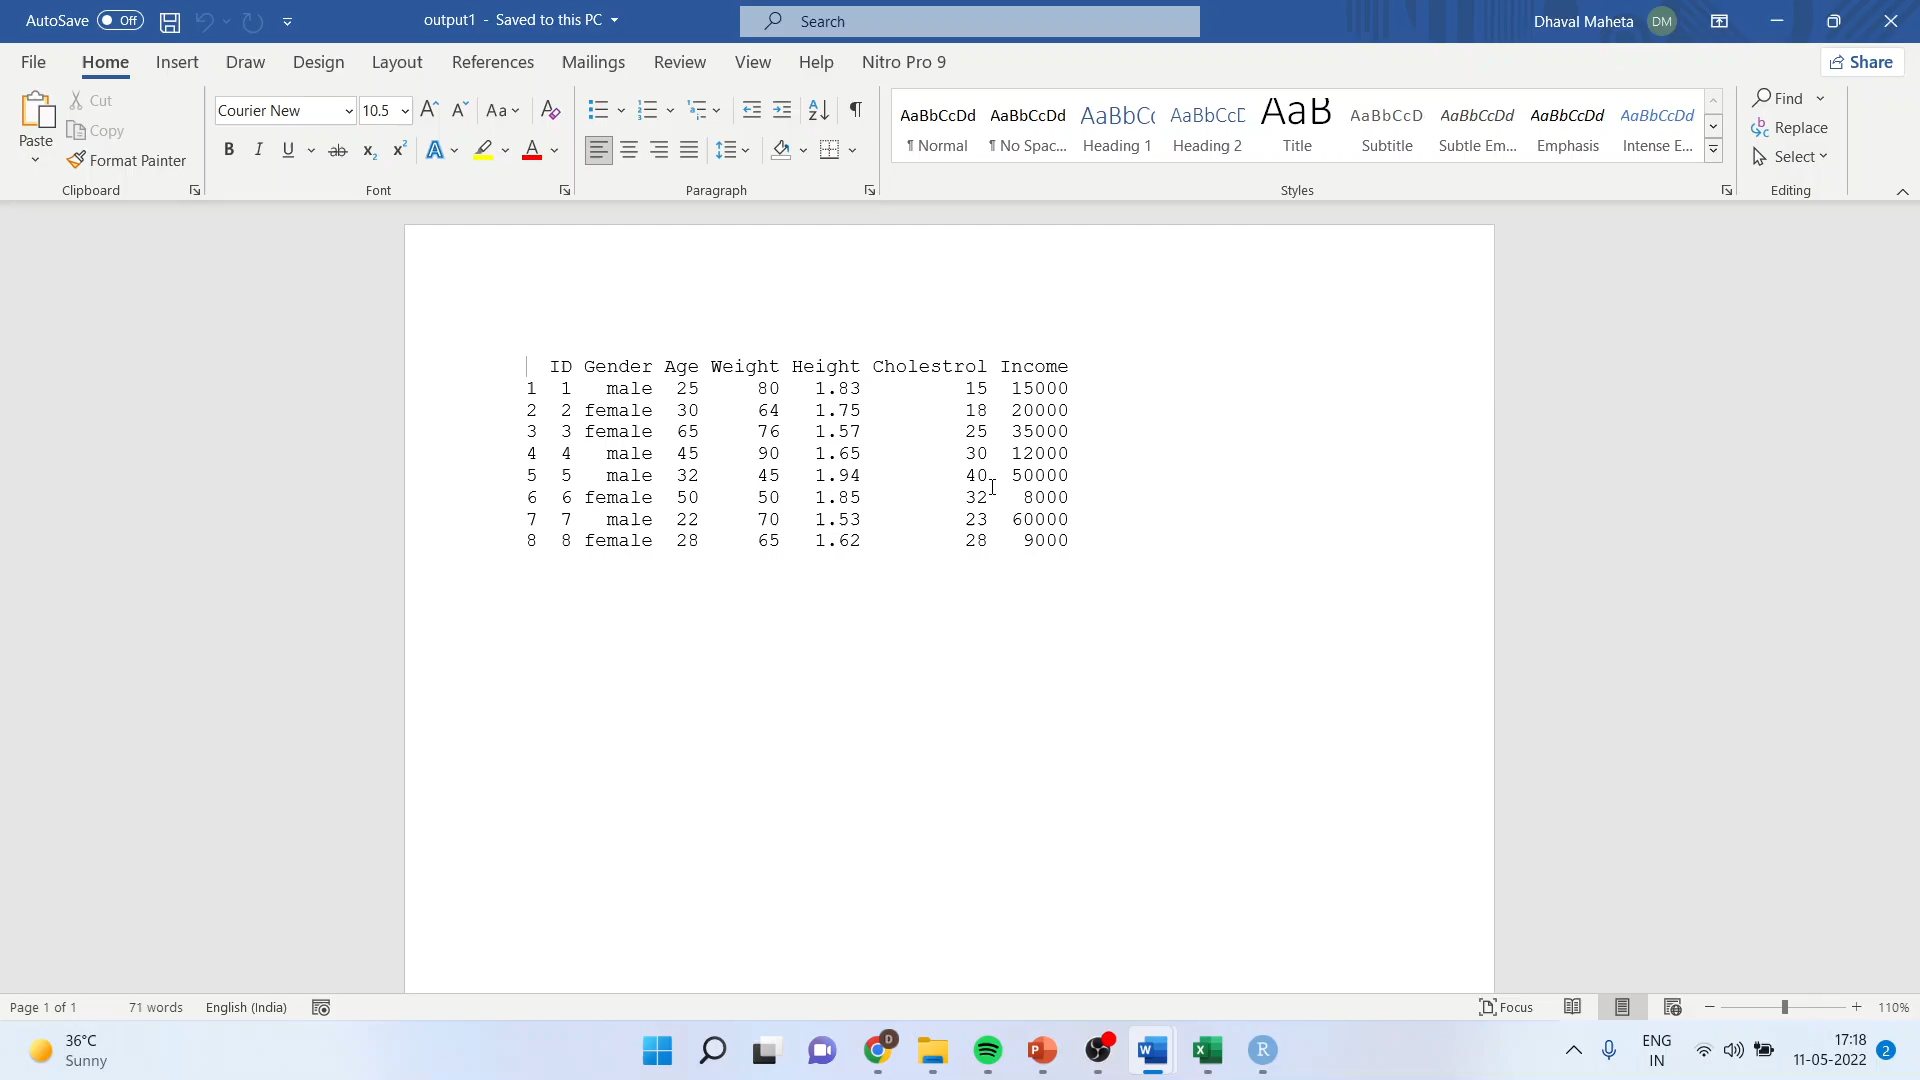 AutoSave Off output1 - Saved to this PC Search Dhaval Maheta DM
File Home Insert Draw Design Layout References Mailings Review View Help Nitro Pro 9 Share
Paste Cut Copy Format Painter
Clipboard
Courier New 10.5 Aa
B I U ab x₂ x² A A
Font
Paragraph
AaBbCcDd AaBbCcDd AaBbC AaBbCcE AaB AaBbCcD AaBbCcDd AaBbCcDd AaBbCcDd
¶ Normal ¶ No Spac... Heading 1 Heading 2 Title Subtitle Subtle Em... Emphasis Intense E...
Styles
Find
Replace
Select
Editing
ID Gender Age Weight Height Cholestrol Income
1 1 male 25 80 1.83 15 15000
2 2 female 30 64 1.75 18 20000
3 3 female 65 76 1.57 25 35000
4 4 male 45 90 1.65 30 12000
5 5 male 32 45 1.94 40 50000
6 6 female 50 50 1.85 32 8000
7 7 male 22 70 1.53 23 60000
8 8 female 28 65 1.62 28 9000
Page 1 of 1 71 words English (India) Focus 110%
36°C
Sunny
ENG
IN
17:18
11-05-2022
2